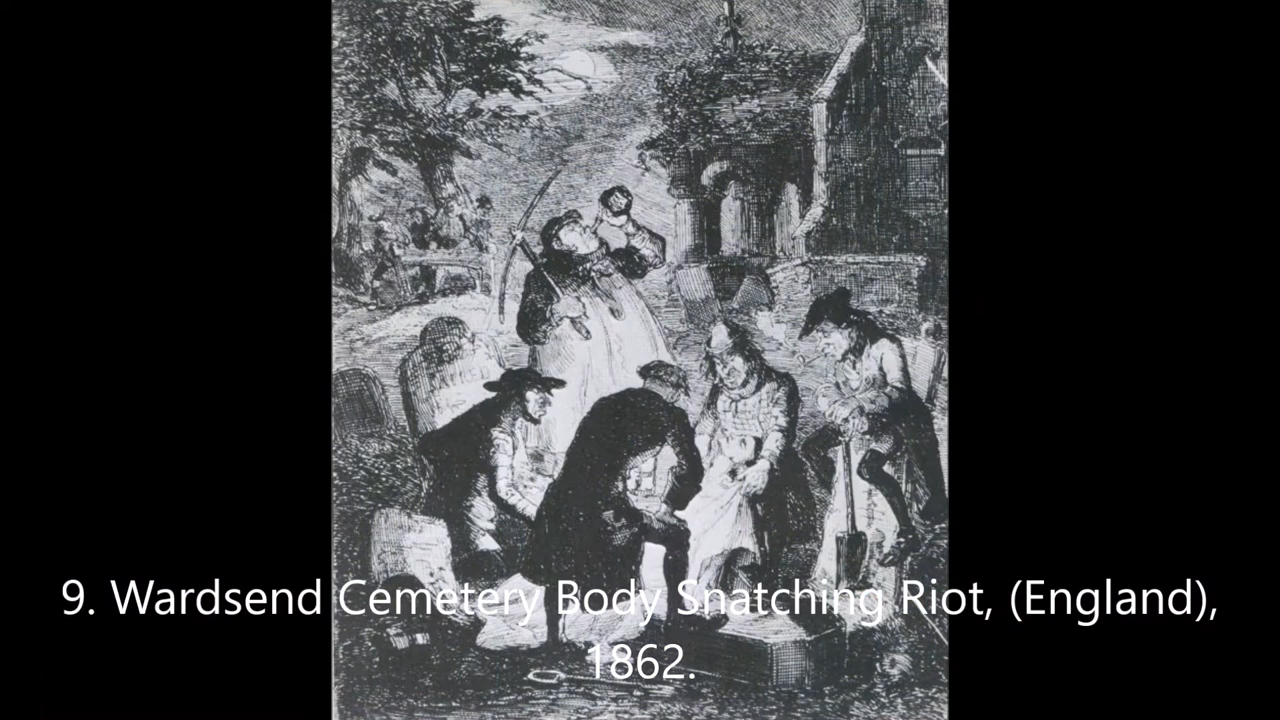 9. Wardsend Cemetery Body Snatching Riot, (England),
1862.